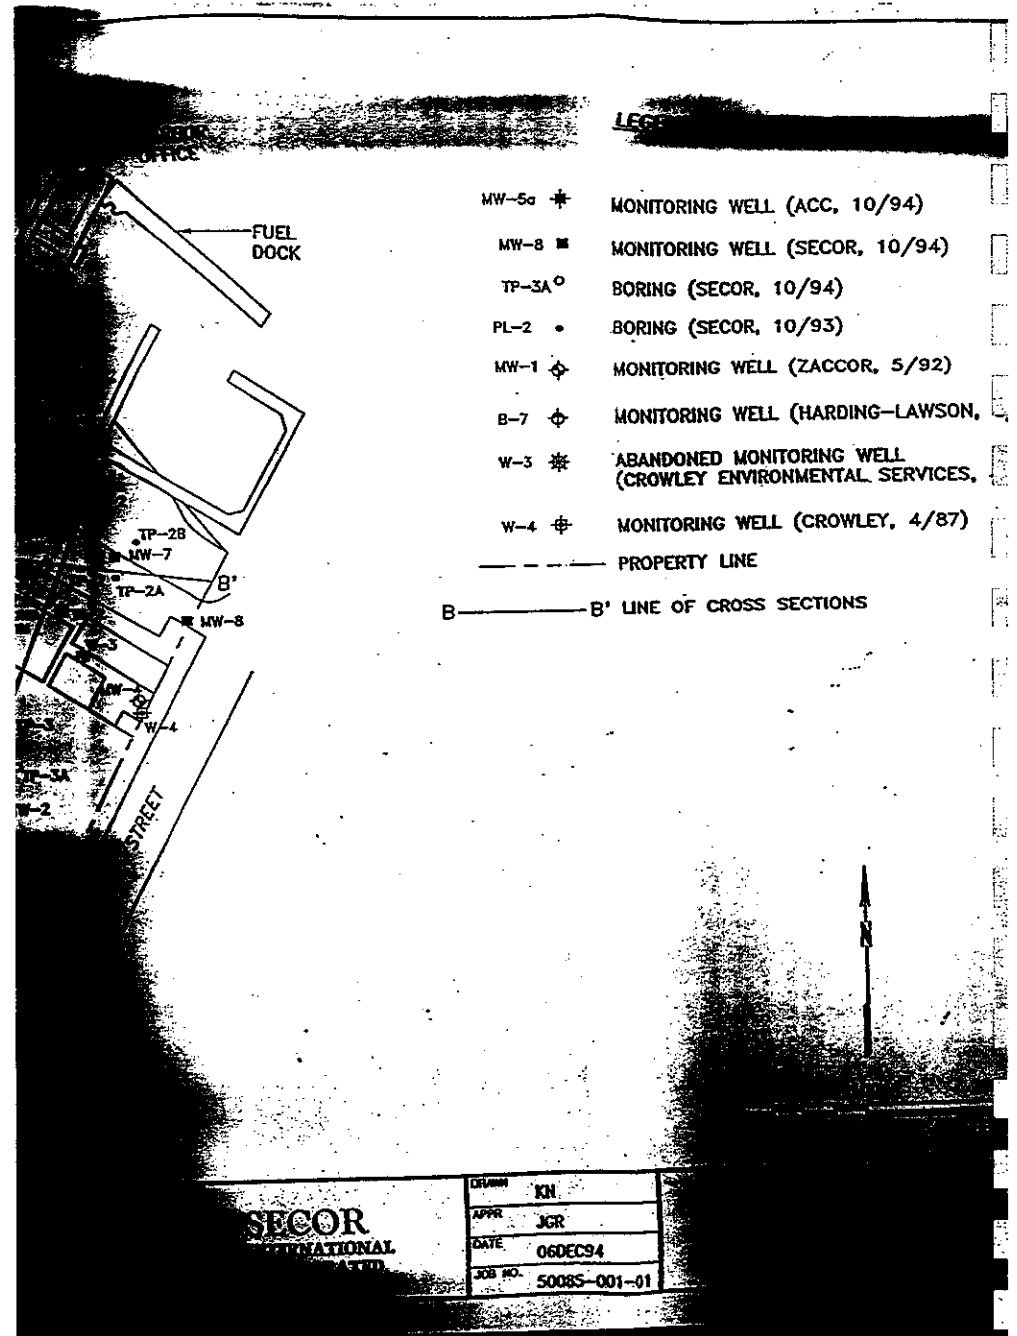 OFFICE
FUEL
DOCK
MW-5a
MONITORING WELL (ACC, 10/94)
MW-8
MONITORING WELL (SECOR, 10/94)
TP-3A
BORING (SECOR, 10/94)
PL-2
BORING (SECOR, 10/93)
MW-1
MONITORING WELL (ZACCOR, 5/92)
B-7
MONITORING WELL (HARDING-LAWSON,
W-3
ABANDONED MONITORING WELL
(CROWLEY ENVIRONMENTAL SERVICES,
W-4
MONITORING WELL (CROWLEY, 4/87)
PROPERTY LINE
B B' LINE OF CROSS SECTIONS
TP-2B
MW-7
B'
TP-2A
MW-8
W-4
TP-3A
W-2
STREET
N
SECOR
DRAWN KN
APPR JGR
DATE 06DEC94
JOB NO. 50085-001-01